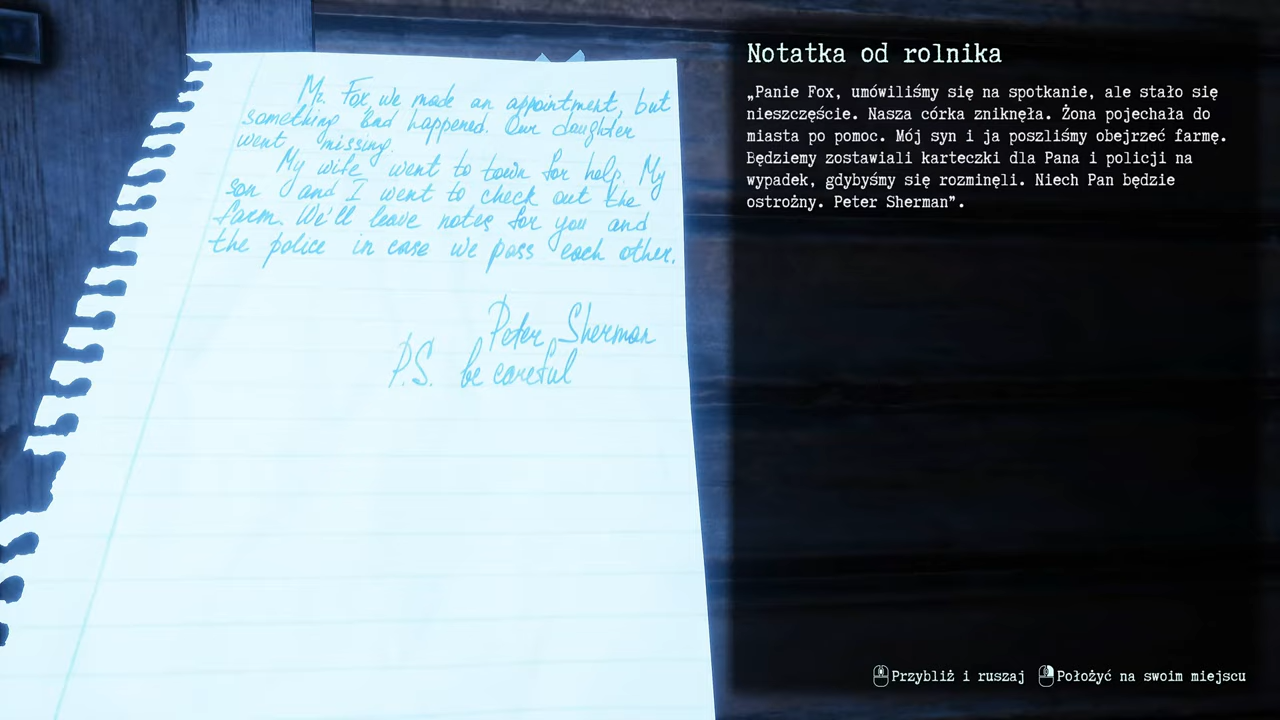 Mr. Fox, we made an appointment, but
something bad happened. Our daughter
went missing.
My wife went to town for help. My
son and I went to check out the
farm. We'll leave notes for you and
the police in case we pass each other.
Peter Sherman
P.S. be careful
Notatka od rolnika
„Panie Fox, umówiliśmy się na spotkanie, ale stało się
nieszczęście. Nasza córka zniknęła. Żona pojechała do
miasta po pomoc. Mój syn i ja poszliśmy obejrzeć farmę.
Będziemy zostawiali karteczki dla Pana i policji na
wypadek, gdybyśmy się rozminęli. Niech Pan będzie
ostrożny. Peter Sherman”.
Przybliż i ruszaj
Położyć na swoim miejscu